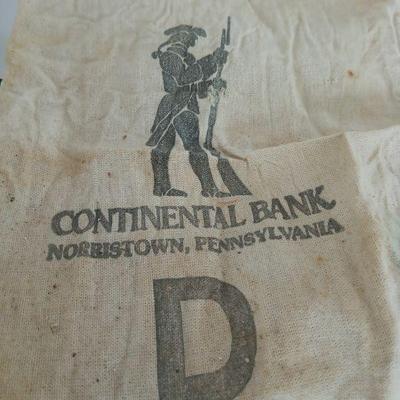 CONTINENTAL BANK
NORRISTOWN, PENNSYLVANIA
D